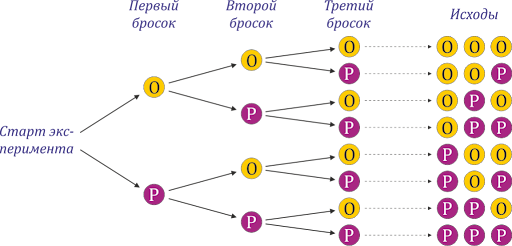 Первый бросок
Второй бросок
Третий бросок
Исходы
Старт экс-
перимента
О
Р
О
Р
О
Р
О
Р
О
Р
О
Р
О
Р
О О О
О О Р
О Р О
О Р Р
Р О О
Р О Р
Р Р О
Р Р Р